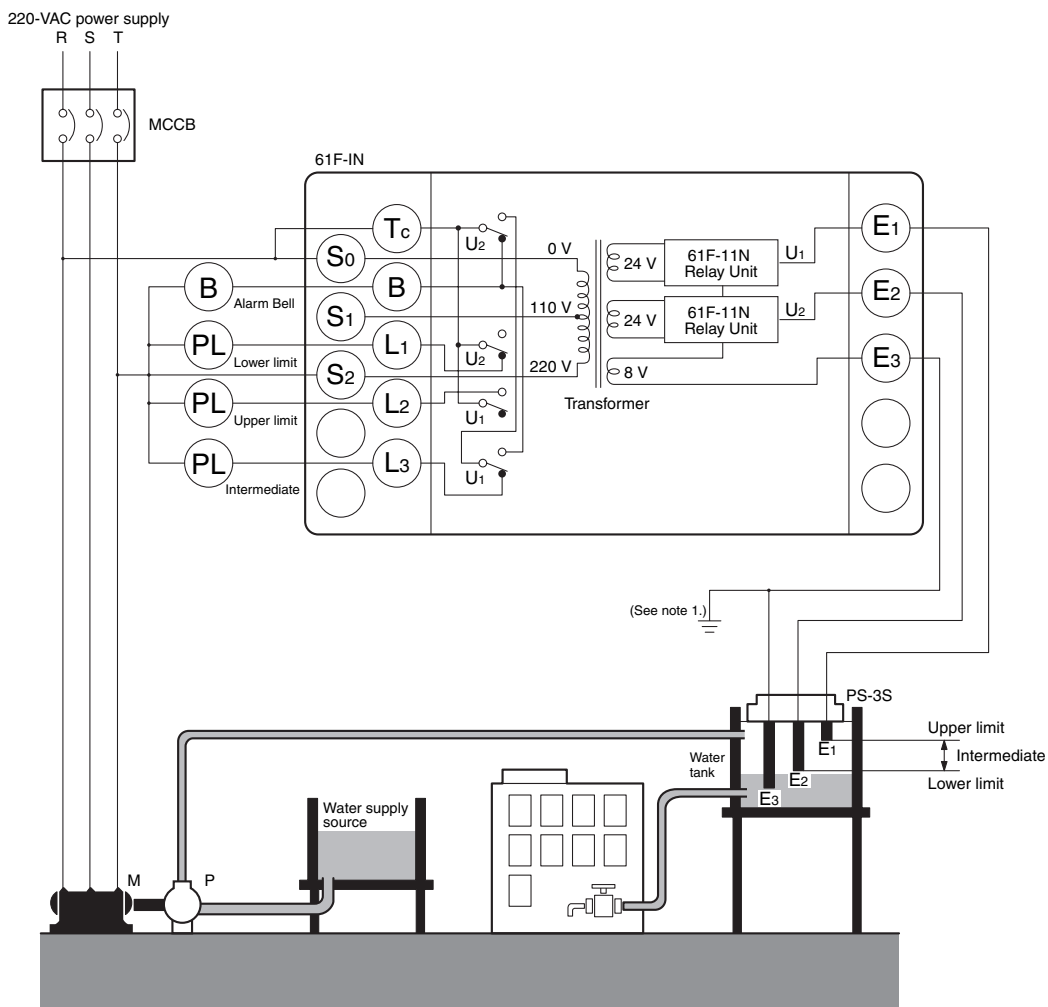 220-VAC power supply
R S T
MCCB
61F-IN
Tc
S0
B
Alarm Bell
B
S1
PL
Lower limit
L1
S2
PL
Upper limit
L2
PL
Intermediate
L3
U2
U2
U1
U1
0 V
110 V
220 V
24 V
24 V
8 V
Transformer
61F-11N
Relay Unit
U1
61F-11N
Relay Unit
U2
E1
E2
E3
(See note 1.)
PS-3S
Upper limit
Intermediate
Lower limit
Water
tank
E1
E2
E3
Water supply
source
M
P